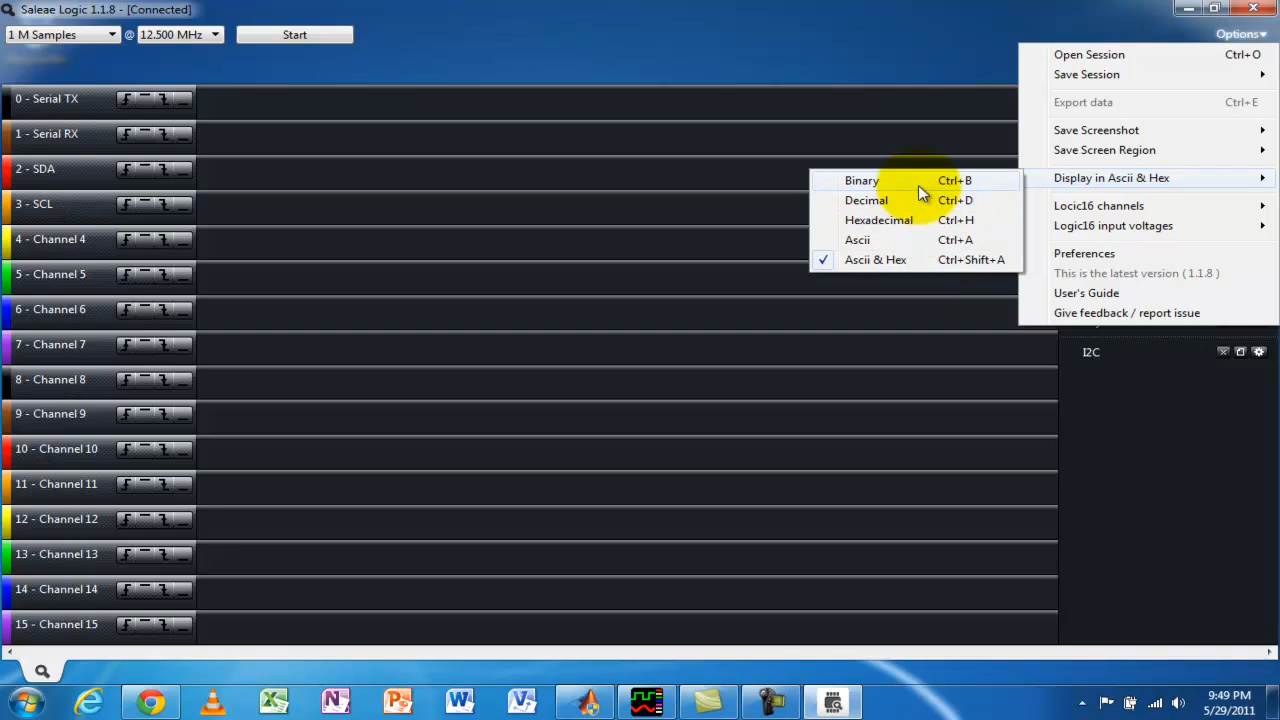 Saleae Logic 1.1.8 - [Connected]
1 M Samples @ 12.500 MHz Start
Options
Open Session Ctrl+O
Save Session
Export data Ctrl+E
Save Screenshot
Save Screen Region
Display in Ascii & Hex
Locic16 channels
Logic16 input voltages
Preferences
This is the latest version ( 1.1.8 )
User's Guide
Give feedback / report issue
Binary Ctrl+B
Decimal Ctrl+D
Hexadecimal Ctrl+H
Ascii Ctrl+A
Ascii & Hex Ctrl+Shift+A
I2C
0 - Serial TX
1 - Serial RX
2 - SDA
3 - SCL
4 - Channel 4
5 - Channel 5
6 - Channel 6
7 - Channel 7
8 - Channel 8
9 - Channel 9
10 - Channel 10
11 - Channel 11
12 - Channel 12
13 - Channel 13
14 - Channel 14
15 - Channel 15
9:49 PM
5/29/2011